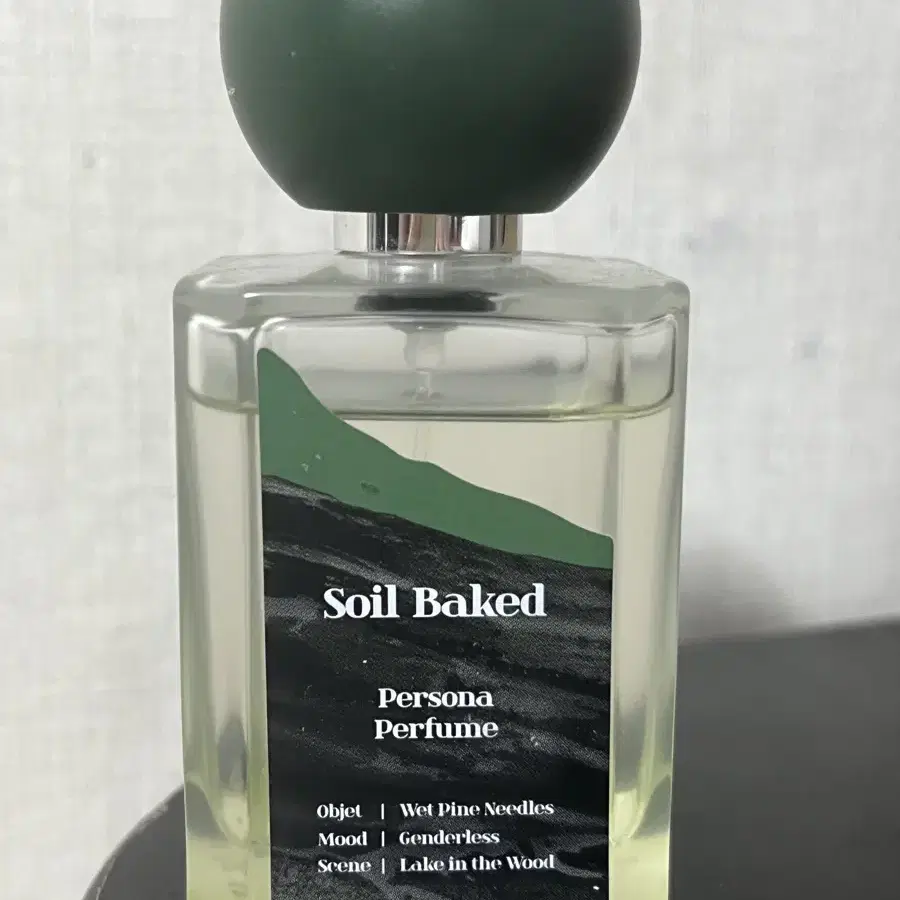 Soil Baked
Persona
Perfume
Objet | Wet Pine Needles
Mood | Genderless
Scene | Lake in the Wood